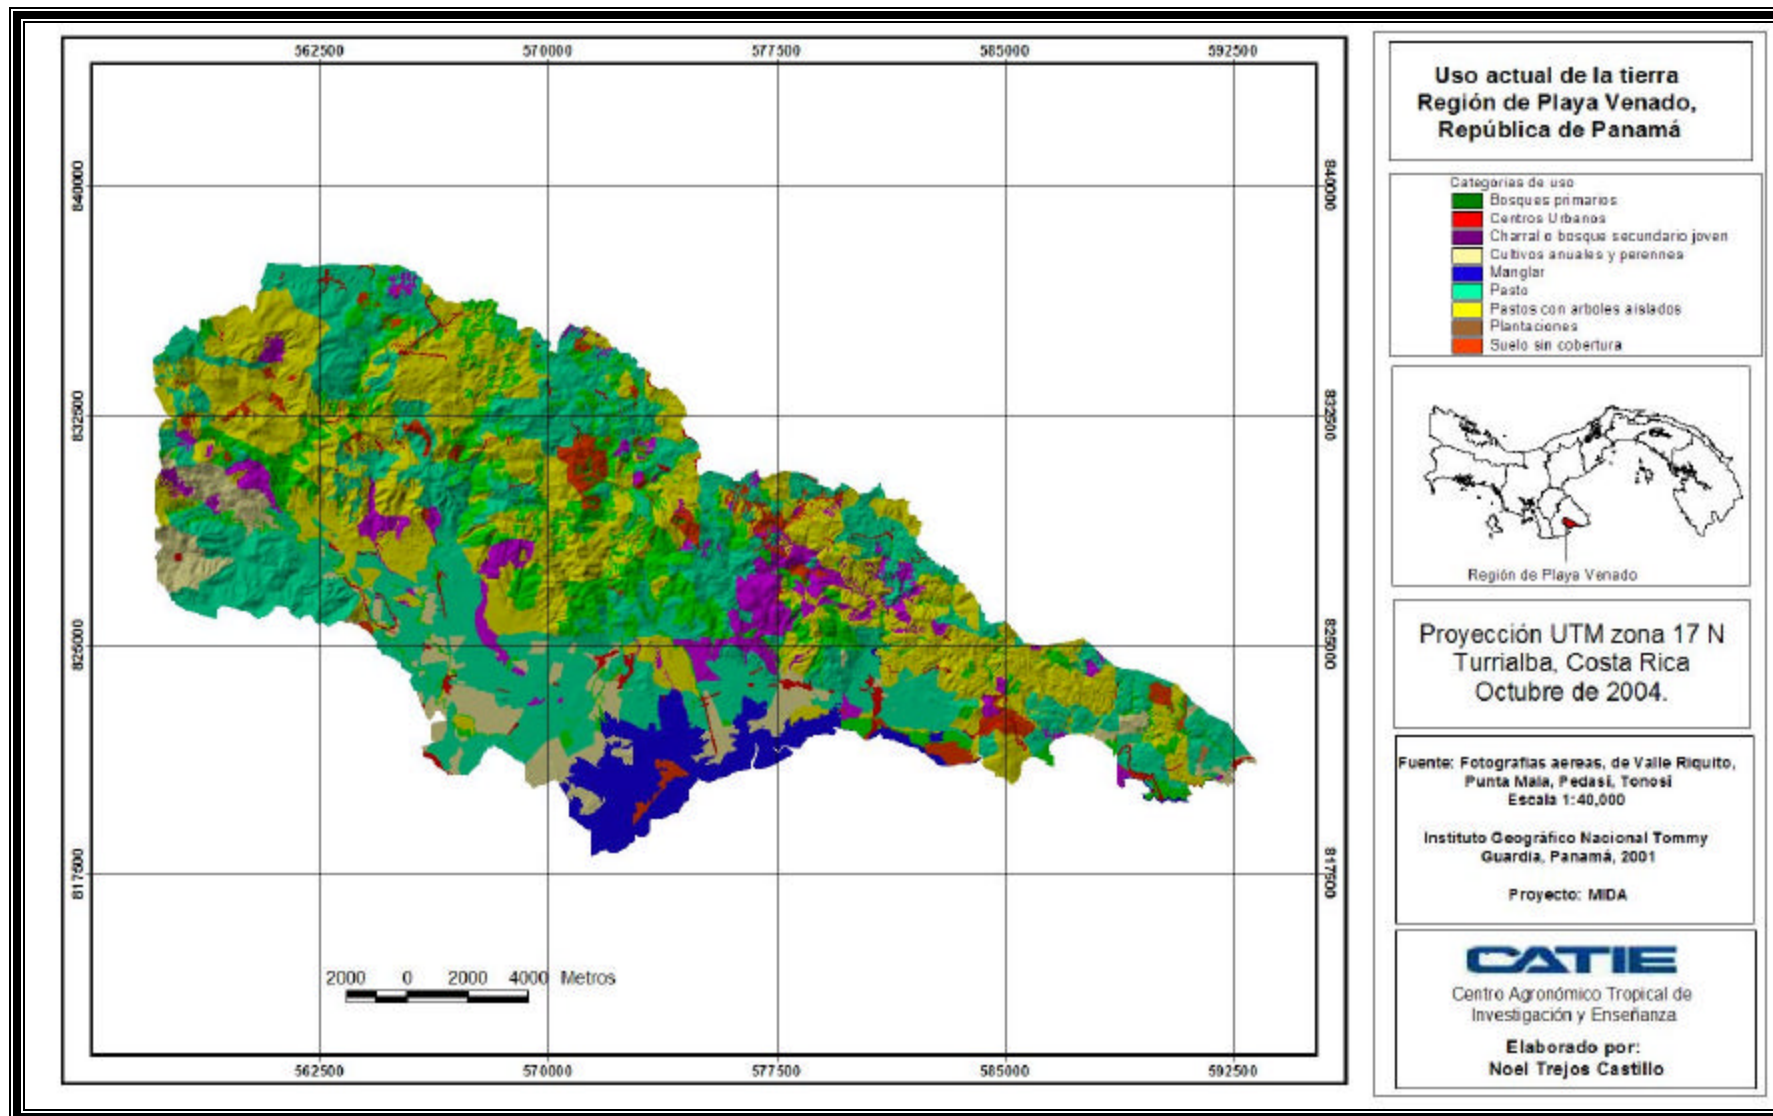 562500 570000 577500 585000 592500
840000 840000
832500 832500
825000 825000
817500 817500
2000 0 2000 4000 Metros
562500 570000 577500 585000 592500
Uso actual de la tierra
Región de Playa Venado,
República de Panamá
Categorias de uso
Bosques primarios
Centros Urbanos
Charral o bosque secundario joven
Cultivos anuales y perennes
Manglar
Pasto
Pastos con arboles aislados
Plantaciones
Suelo sin cobertura
Región de Playa Venado
Proyección UTM zona 17 N
Turrialba, Costa Rica
Octubre de 2004.
Fuente: Fotografías aereas, de Valle Riquito,
Punta Mala, Pedasí, Tonosí
Escala 1:40,000
Instituto Geográfico Nacional Tommy
Guardia, Panamá, 2001
Proyecto: MIDA
CATIE
Centro Agronómico Tropical de
Investigación y Enseñanza
Elaborado por:
Noel Trejos Castillo